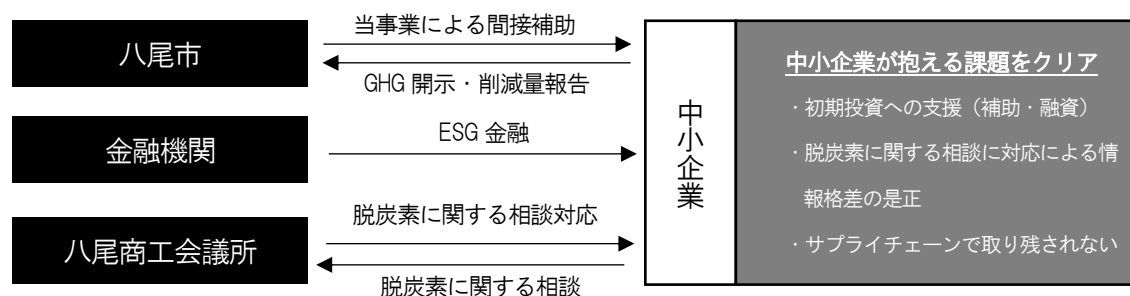 八尾市
当事業による間接補助
GHG 開示・削減量報告
金融機関
ESG 金融
八尾商工会議所
脱炭素に関する相談対応
脱炭素に関する相談
中小企業
中小企業が抱える課題をクリア
・初期投資への支援（補助・融資）
・脱炭素に関する相談に対応による情
報格差の是正
・サプライチェーンで取り残されない